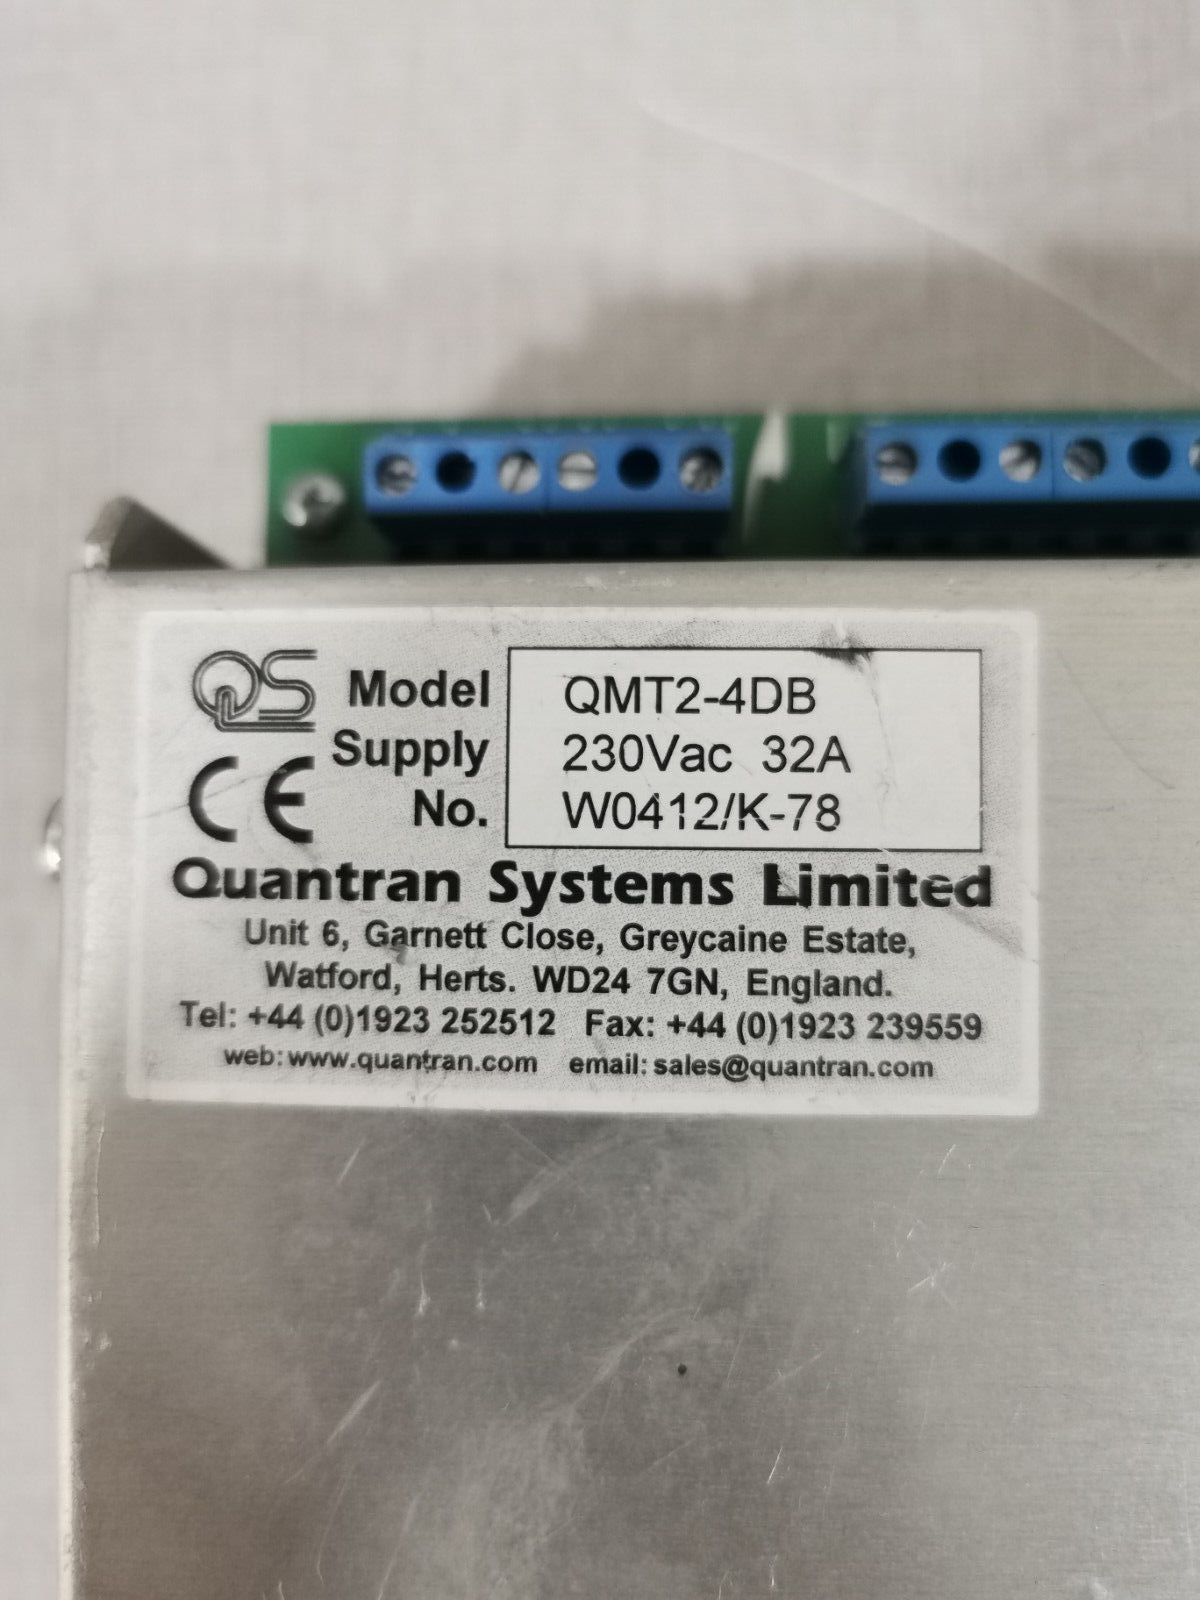 QS
Model QMT2-4DB
Supply 230Vac 32A
CE No. W0412/K-78
Quantran Systems Limited
Unit 6, Garnett Close, Greycaine Estate,
Watford, Herts. WD24 7GN, England.
Tel: +44 (0)1923 252512 Fax: +44 (0)1923 239559
web: www.quantran.com email: sales@quantran.com